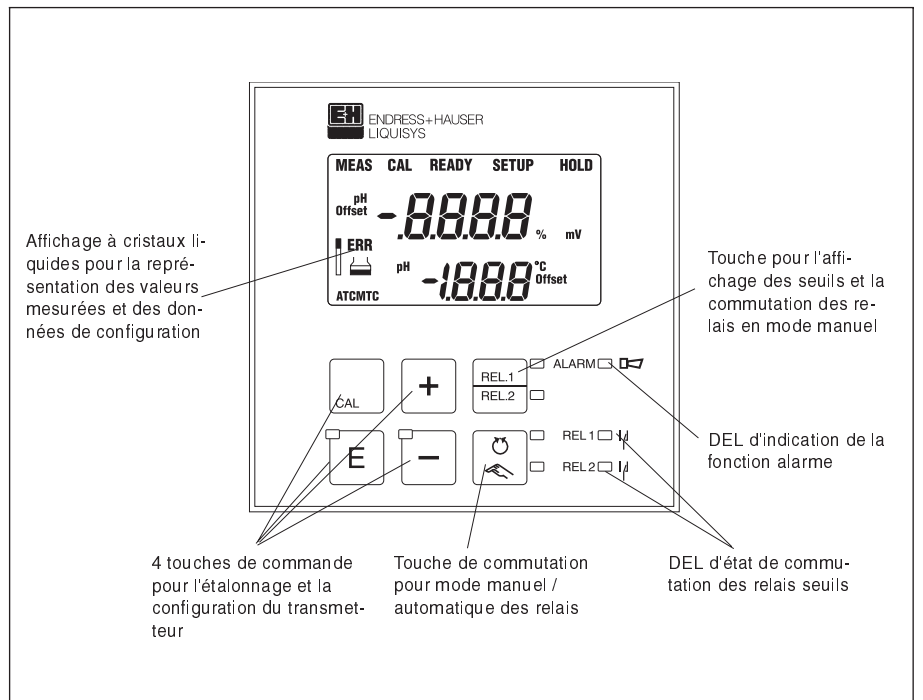 ENDRESS+HAUSER
LIQUISYS
MEAS CAL READY SETUP HOLD
pH
Offset
-.8.8.8.8
% mV
ERR
pH
-1.8.8.8
°C
Offset
ATCMTC
Affichage à cristaux li-
quides pour la repré-
sentation des valeurs
mesurées et des don-
nées de configuration
Touche pour l'affi-
chage des seuils et la
commutation des re-
lais en mode manuel
CAL
+
REL.1
REL.2
ALARM
E
−
REL 1
REL 2
DEL d'indication de la
fonction alarme
4 touches de commande
pour l'étalonnage et la
configuration du transmet-
teur
Touche de commutation
pour mode manuel /
automatique des relais
DEL d'état de commu-
tation des relais seuils